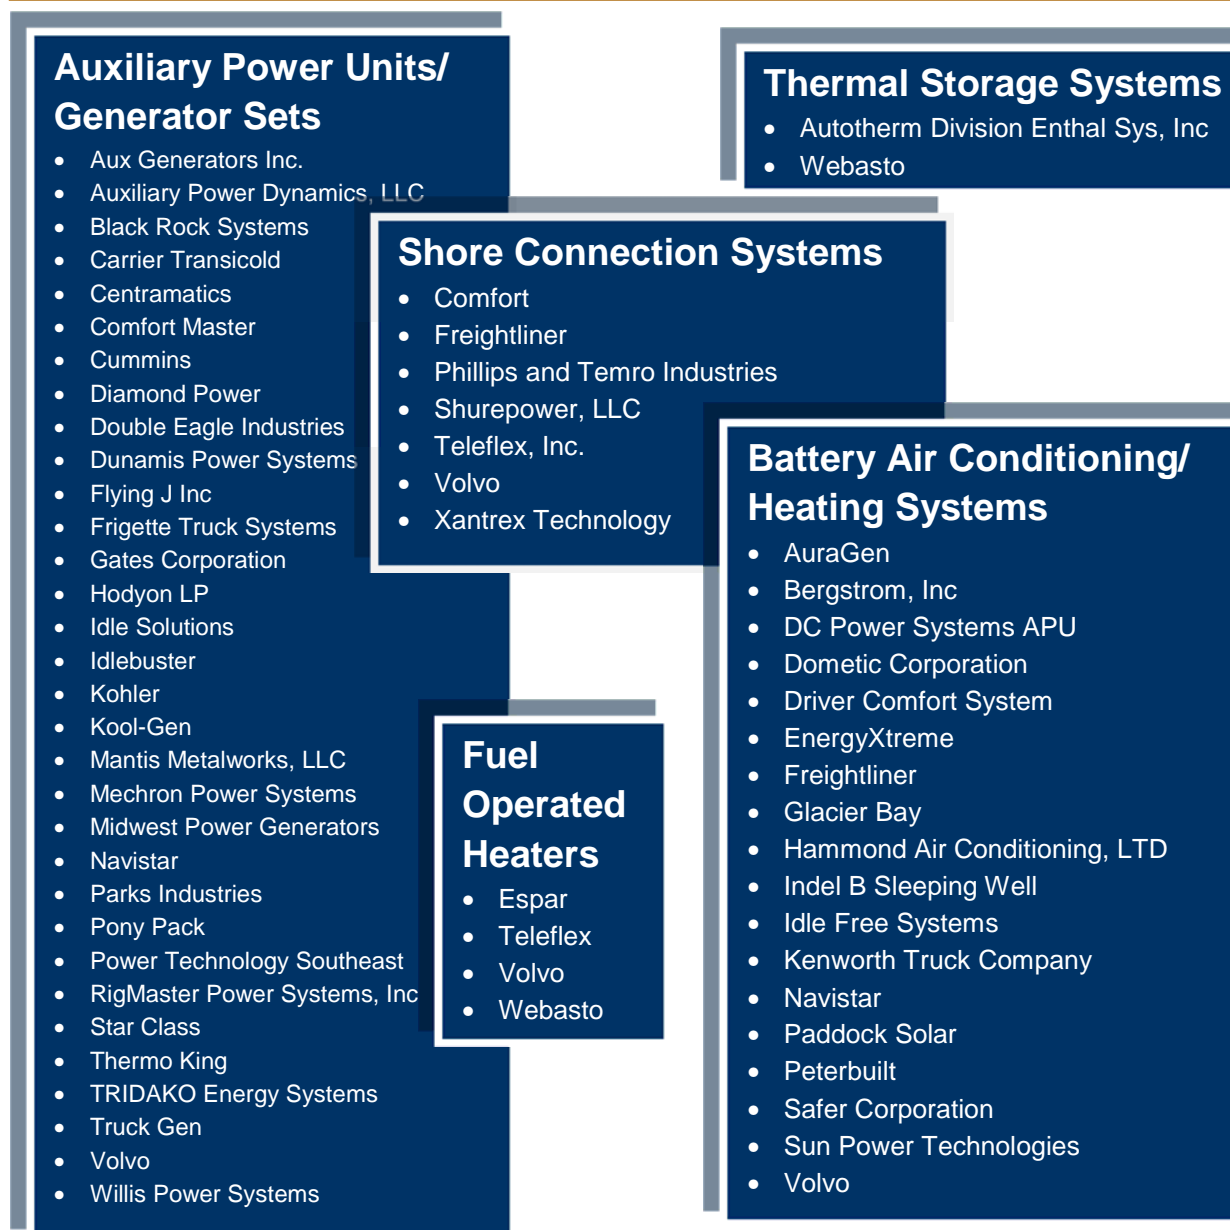 Auxiliary Power Units/
Generator Sets
• Aux Generators Inc.
• Auxiliary Power Dynamics, LLC
• Black Rock Systems
• Carrier Transicold
• Centramatics
• Comfort Master
• Cummins
• Diamond Power
• Double Eagle Industries
• Dunamis Power Systems
• Flying J Inc
• Frigette Truck Systems
• Gates Corporation
• Hodyon LP
• Idle Solutions
• Idlebuster
• Kohler
• Kool-Gen
• Mantis Metalworks, LLC
• Mechron Power Systems
• Midwest Power Generators
• Navistar
• Parks Industries
• Pony Pack
• Power Technology Southeast
• RigMaster Power Systems, Inc
• Star Class
• Thermo King
• TRIDAKO Energy Systems
• Truck Gen
• Volvo
• Willis Power Systems
Thermal Storage Systems
• Autotherm Division Enthal Sys, Inc
• Webasto
Shore Connection Systems
• Comfort
• Freightliner
• Phillips and Temro Industries
• Shurepower, LLC
• Teleflex, Inc.
• Volvo
• Xantrex Technology
Fuel
Operated
Heaters
• Espar
• Teleflex
• Volvo
• Webasto
Battery Air Conditioning/
Heating Systems
• AuraGen
• Bergstrom, Inc
• DC Power Systems APU
• Dometic Corporation
• Driver Comfort System
• EnergyXtreme
• Freightliner
• Glacier Bay
• Hammond Air Conditioning, LTD
• Indel B Sleeping Well
• Idle Free Systems
• Kenworth Truck Company
• Navistar
• Paddock Solar
• Peterbuilt
• Safer Corporation
• Sun Power Technologies
• Volvo